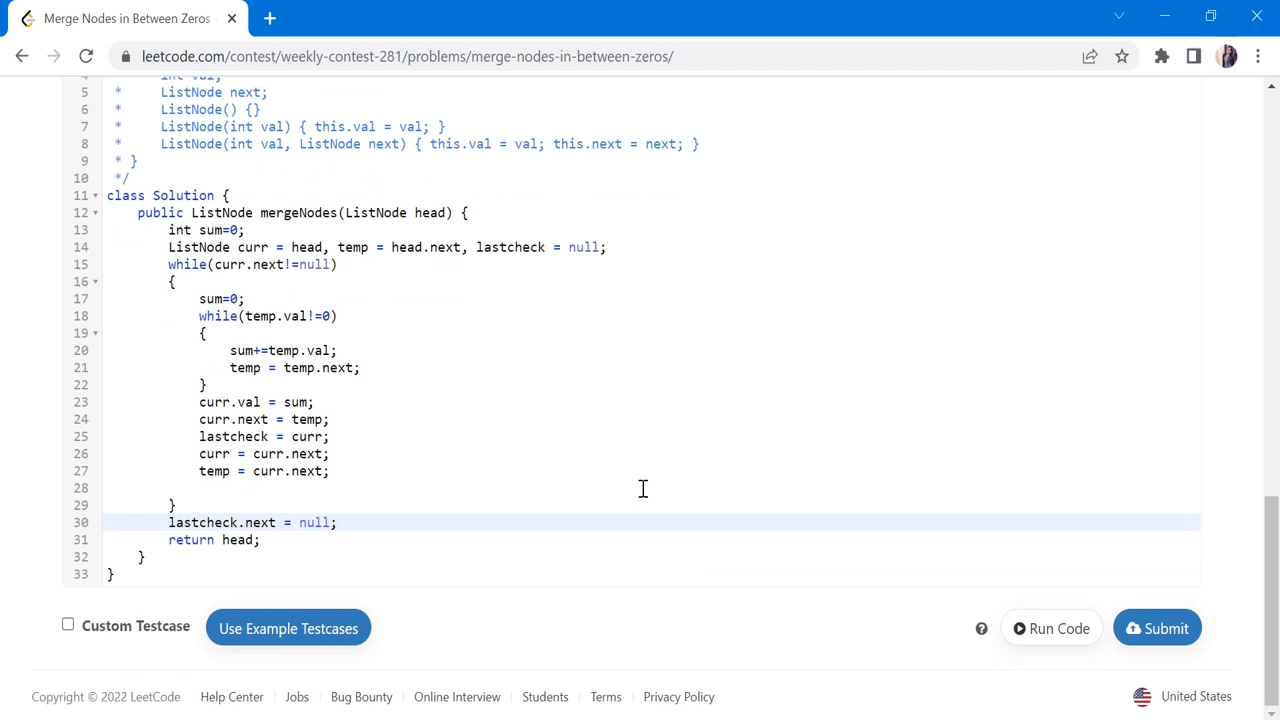 Merge Nodes in Between Zeros -
leetcode.com/contest/weekly-contest-281/problems/merge-nodes-in-between-zeros/
4 * int val;
5 * ListNode next;
6 * ListNode() {}
7 * ListNode(int val) { this.val = val; }
8 * ListNode(int val, ListNode next) { this.val = val; this.next = next; }
9 * }
10 */
11 class Solution {
12 public ListNode mergeNodes(ListNode head) {
13 int sum=0;
14 ListNode curr = head, temp = head.next, lastcheck = null;
15 while(curr.next!=null)
16 {
17 sum=0;
18 while(temp.val!=0)
19 {
20 sum+=temp.val;
21 temp = temp.next;
22 }
23 curr.val = sum;
24 curr.next = temp;
25 lastcheck = curr;
26 curr = curr.next;
27 temp = curr.next;
28
29 }
30 lastcheck.next = null;
31 return head;
32 }
33 }
Custom Testcase Use Example Testcases Run Code Submit
Copyright © 2022 LeetCode Help Center Jobs Bug Bounty Online Interview Students Terms Privacy Policy United States